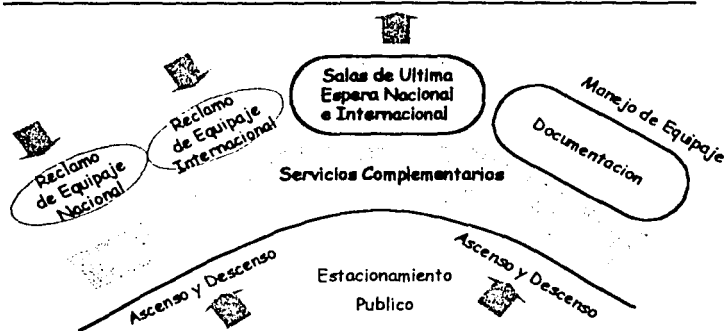 Salas de Ultima
Espera Nacional
e Internacional
Manejo de Equipaje
Reclamo
de Equipaje
Internacional
Documentacion
Reclamo
de Equipaje
Nacional
Servicios Complementarios
Ascenso y Descenso
Estacionamiento
Publico
Ascenso y Descenso